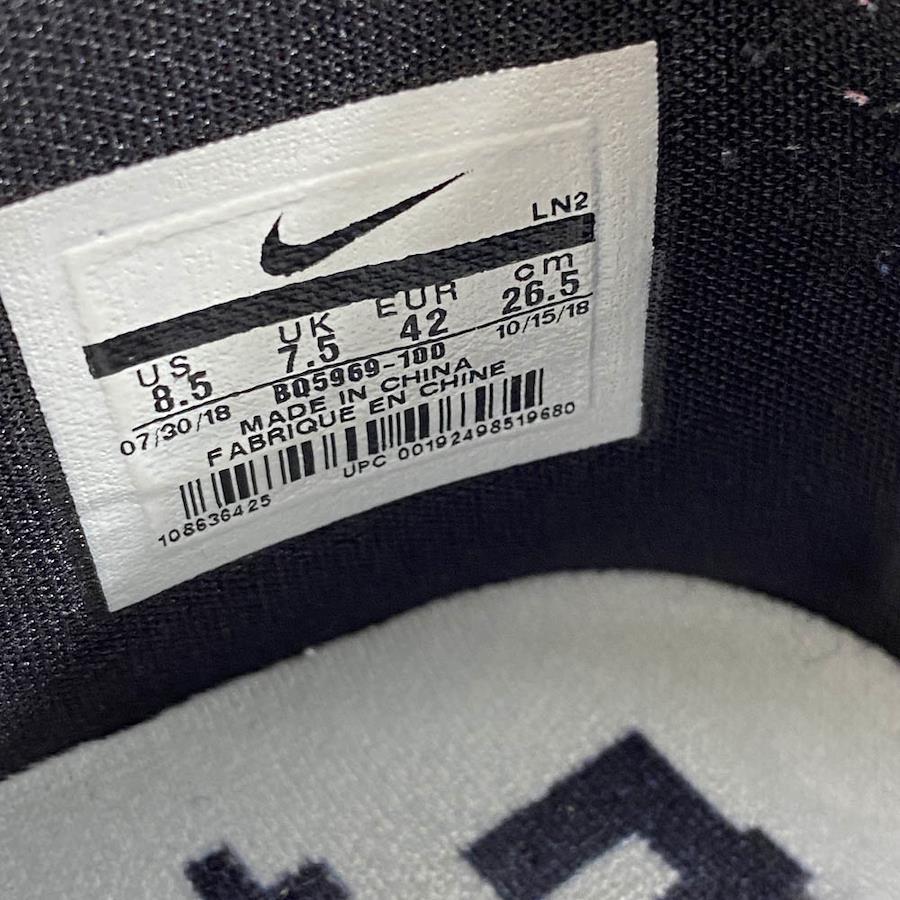 LN2
US UK EUR cm
8.5 7.5 42 26.5
07/30/18 BQ5969-100 10/15/18
MADE IN CHINA
FABRIQUE EN CHINE
108636425 UPC 00192498519680